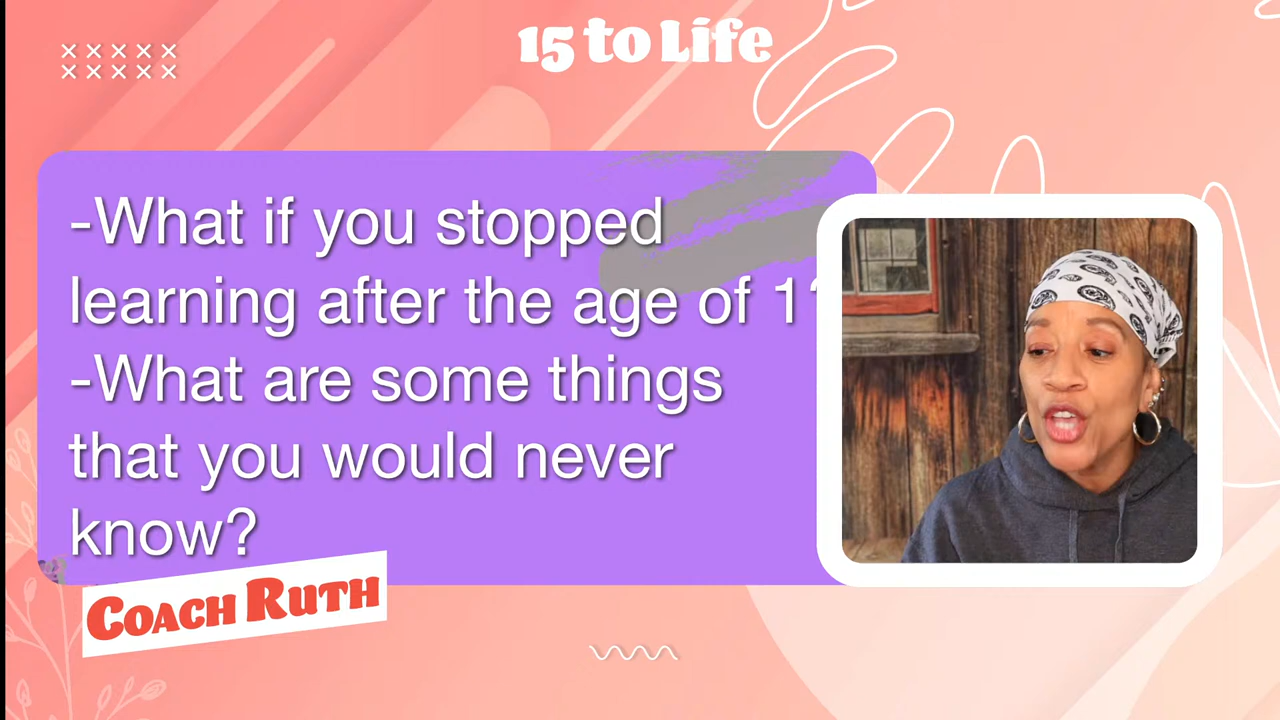 15 to Life
-What if you stopped
learning after the age of
-What are some things
that you would never
know?
Coach Ruth